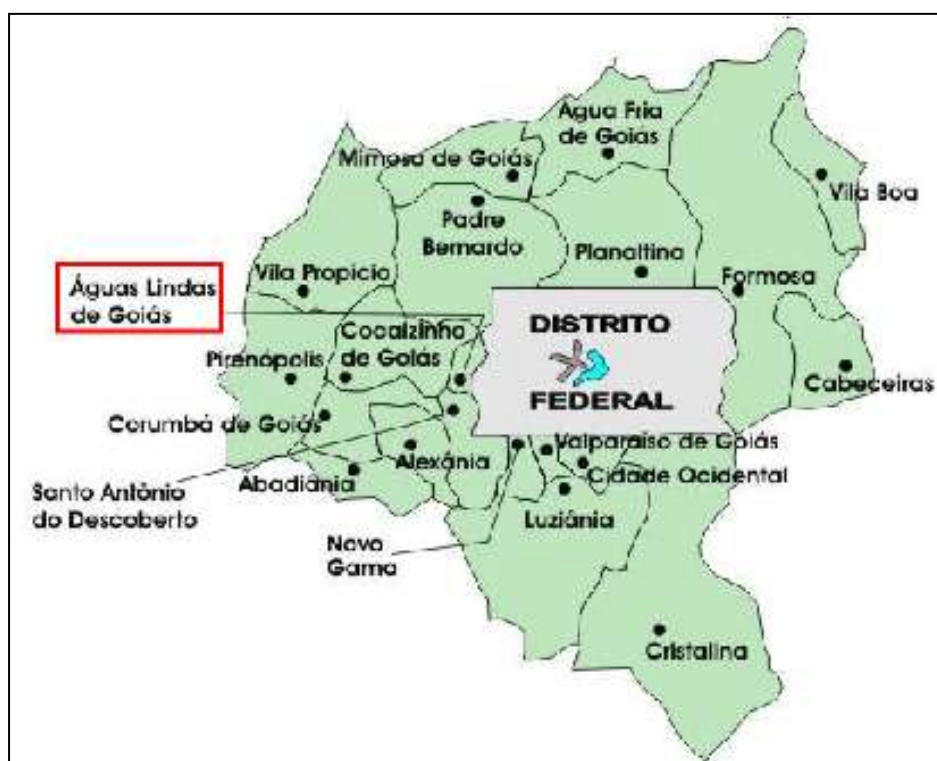 Água Fria
de Goiás
Mimosa de Goiás
Vila Boa
Padre
Bernardo
Planaltina
Vila Propício
Formosa
Águas Lindas
de Goiás
DISTRITO
FEDERAL
Cocalzinho
de Goiás
Pirenópolis
Cabeceiras
Corumbá de Goiás
Valparaíso de Goiás
Alexânia
Cidade Ocidental
Abadiânia
Santo Antônio
do Descoberto
Luziânia
Novo
Gama
Cristalina